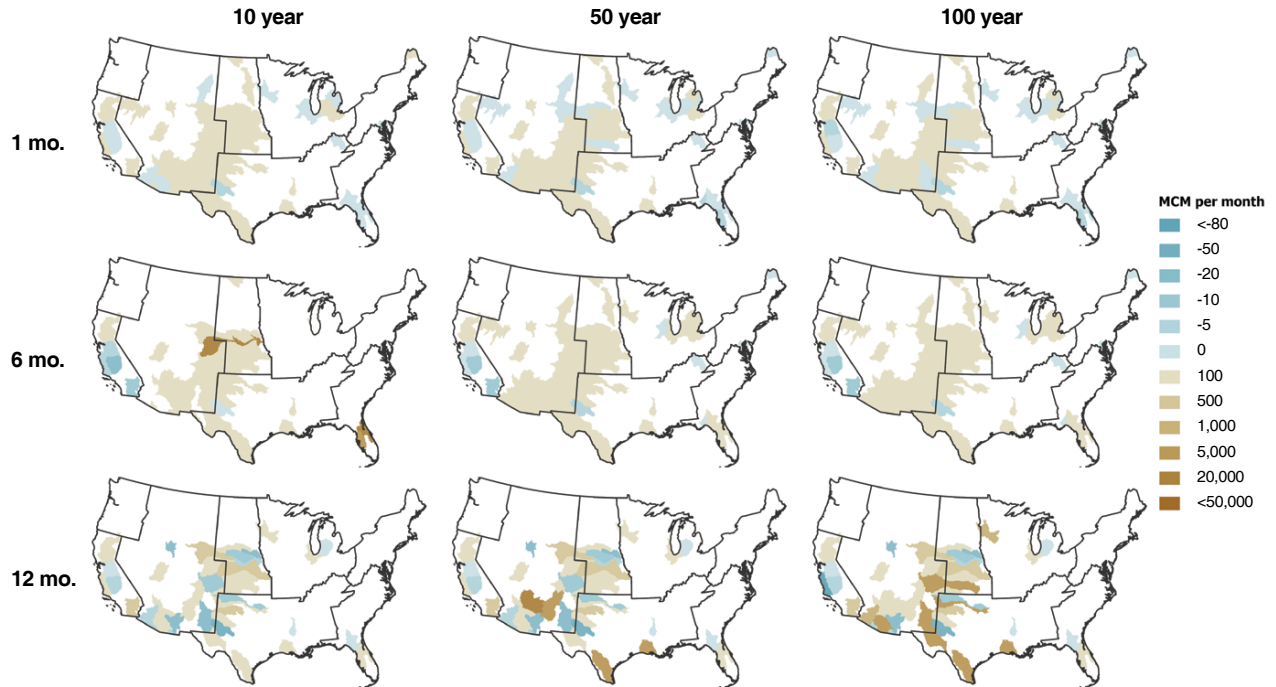 10 year
50 year
100 year
1 mo.
6 mo.
12 mo.
MCM per month
<-80
-50
-20
-10
-5
0
100
500
1,000
5,000
20,000
<50,000